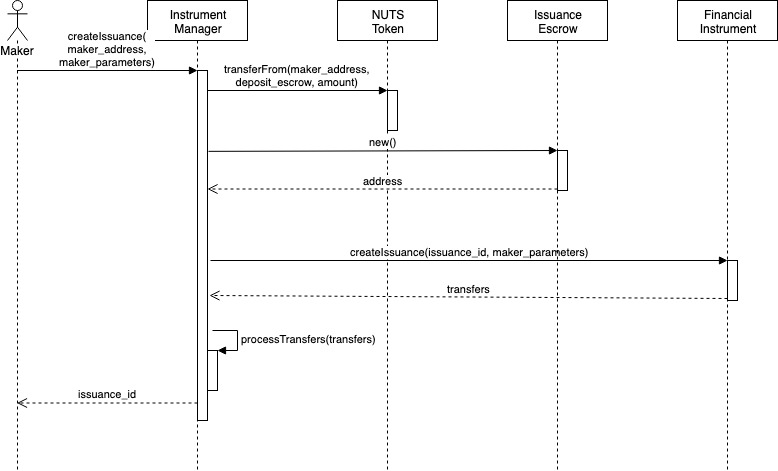 Maker
Instrument
Manager
NUTS
Token
Issuance
Escrow
Financial
Instrument
createIssuance(
maker_address,
maker_parameters)
transferFrom(maker_address,
deposit_escrow, amount)
new()
address
createIssuance(issuance_id, maker_parameters)
transfers
processTransfers(transfers)
issuance_id